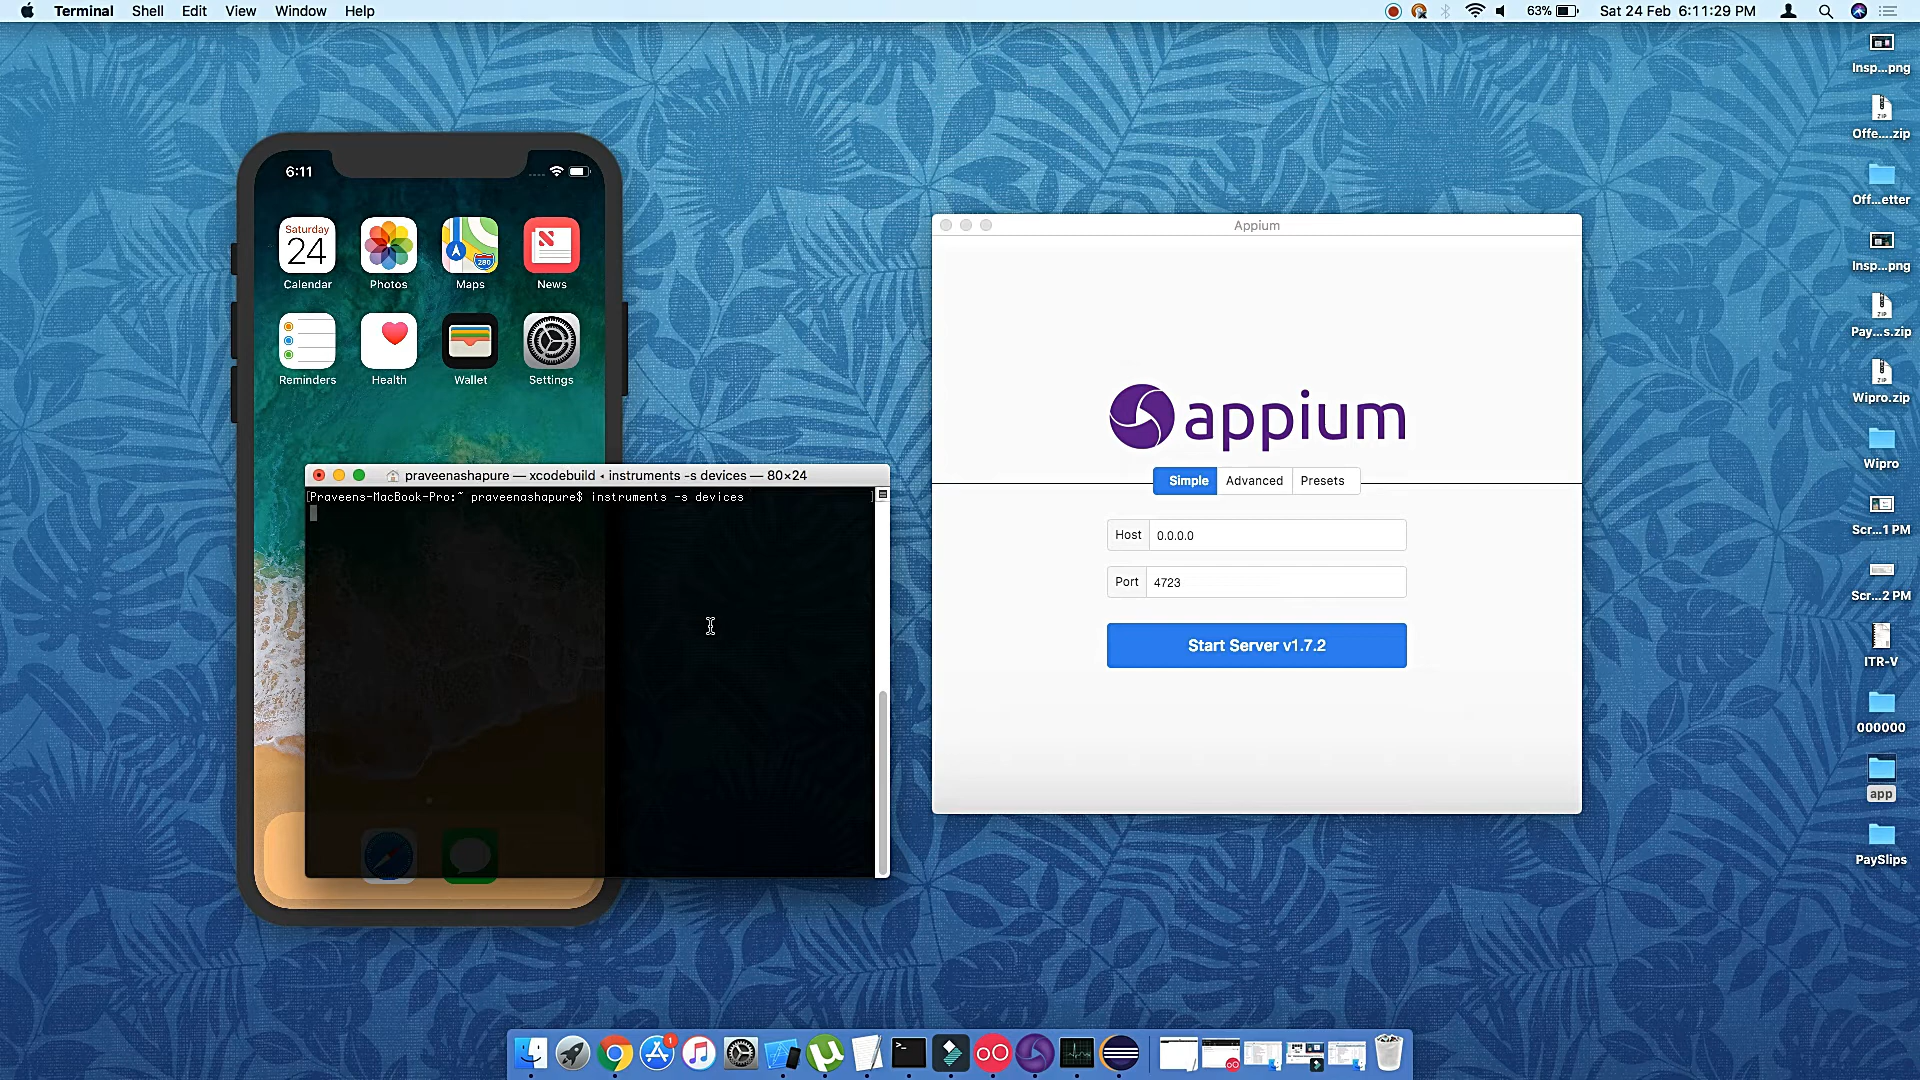 Terminal Shell Edit View Window Help
63% Sat 24 Feb 6:11:29 PM
Insp...png
Offe....zip
Off...etter
Insp...png
Pay...s.zip
Wipro.zip
Wipro
Scr...1 PM
Scr...2 PM
ITR-V
000000
app
PaySlips
6:11
Saturday
24
280
Calendar Photos Maps News
Reminders Health Wallet Settings
praveenashapure — xcodebuild ◂ instruments -s devices — 80×24
[Praveens-MacBook-Pro:~ praveenashapure$ instruments -s devices ]
Appium
appium
Simple Advanced Presets
Host 0.0.0.0
Port 4723
Start Server v1.7.2
1
>_